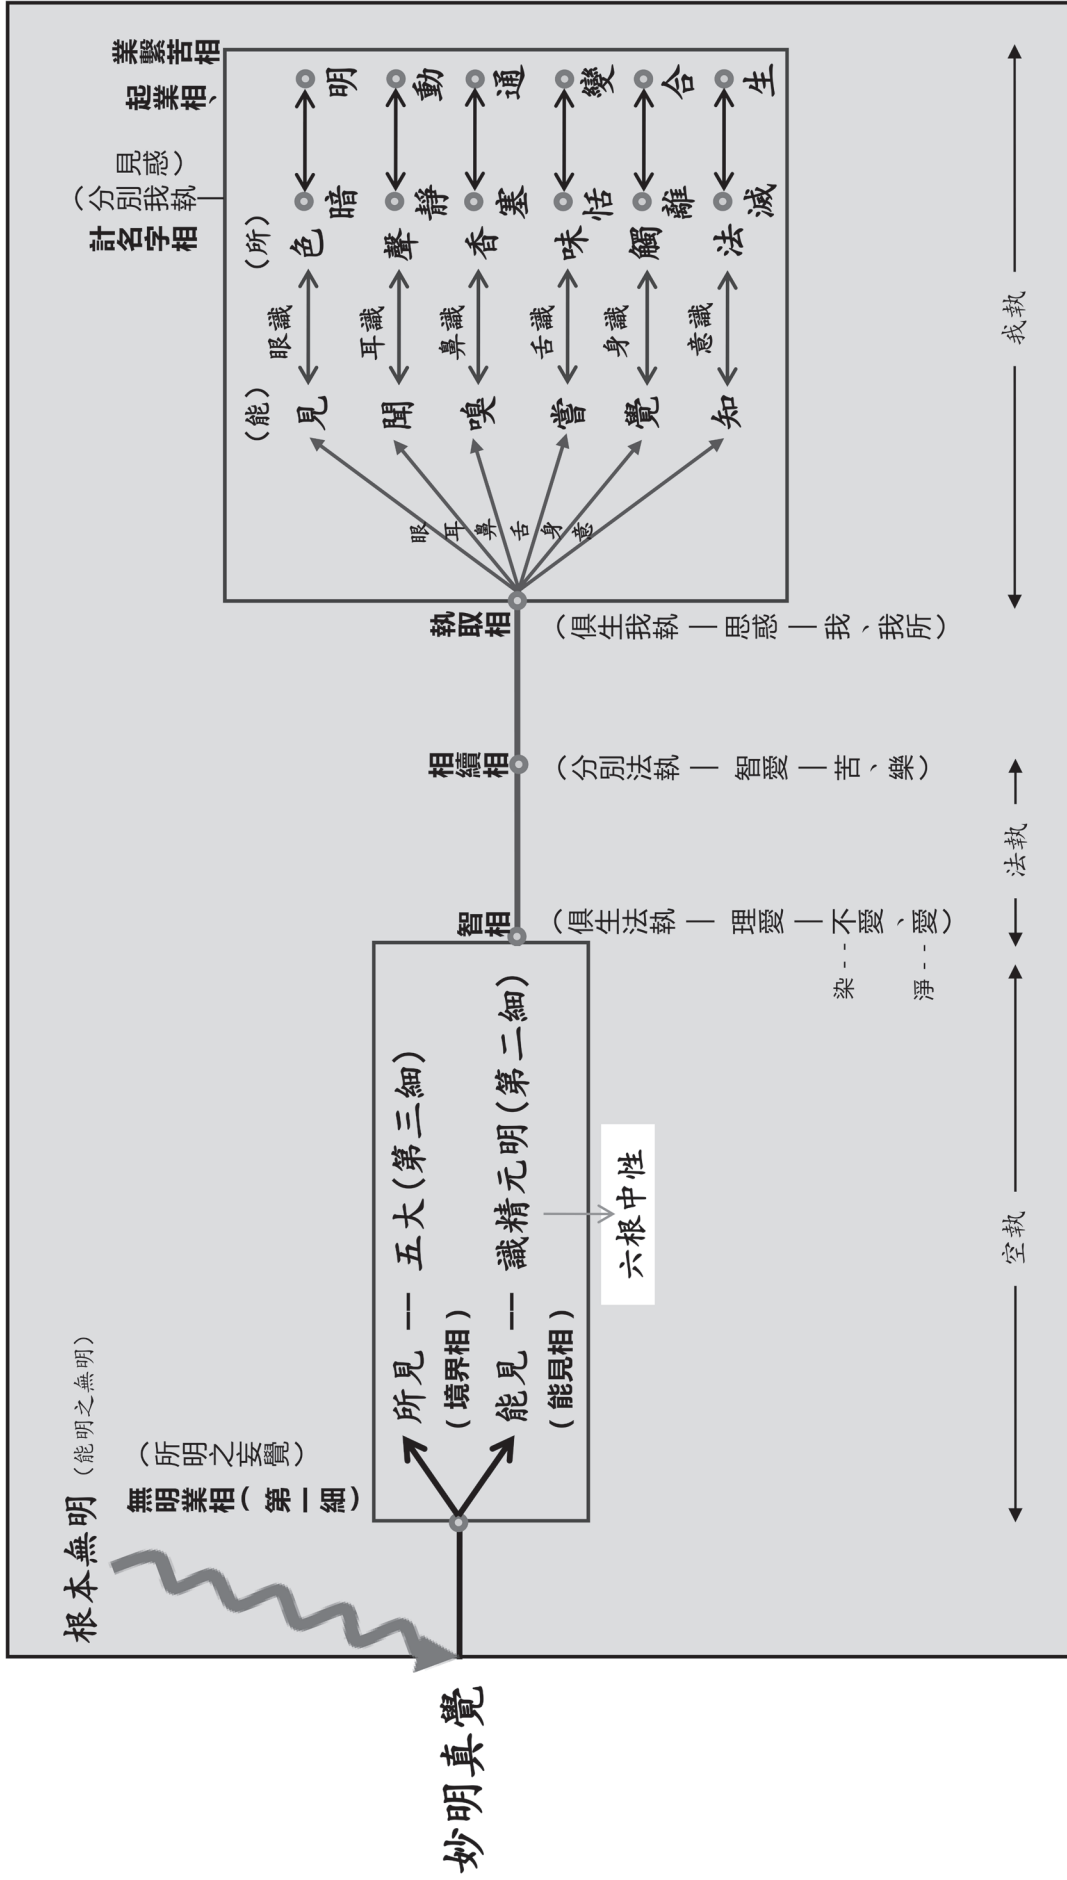 妙明真覺
根本無明（能明之無明）
無明業相（第一細）
（所明之妄覺）
所見 —— 五大（第三細）
（境界相）
能見 —— 識精元明（第二細）
（能見相）
六根中性
智相
（俱生法執—理愛—不愛、愛）
染--
淨--
相續相
（分別法執—智愛—苦、樂）
執取相
（俱生我執—思惑—我、我所）
計名字相
（分別我執
見惑）
起業相、
業繫苦相
（能）
（所）
眼 見 眼識 色 暗 明
耳 聞 耳識 聲 靜 動
鼻 嗅 鼻識 香 塞 通
舌 嘗 舌識 味 恬 變
身 覺 身識 觸 離 合
意 知 意識 法 滅 生
空執
法執
我執